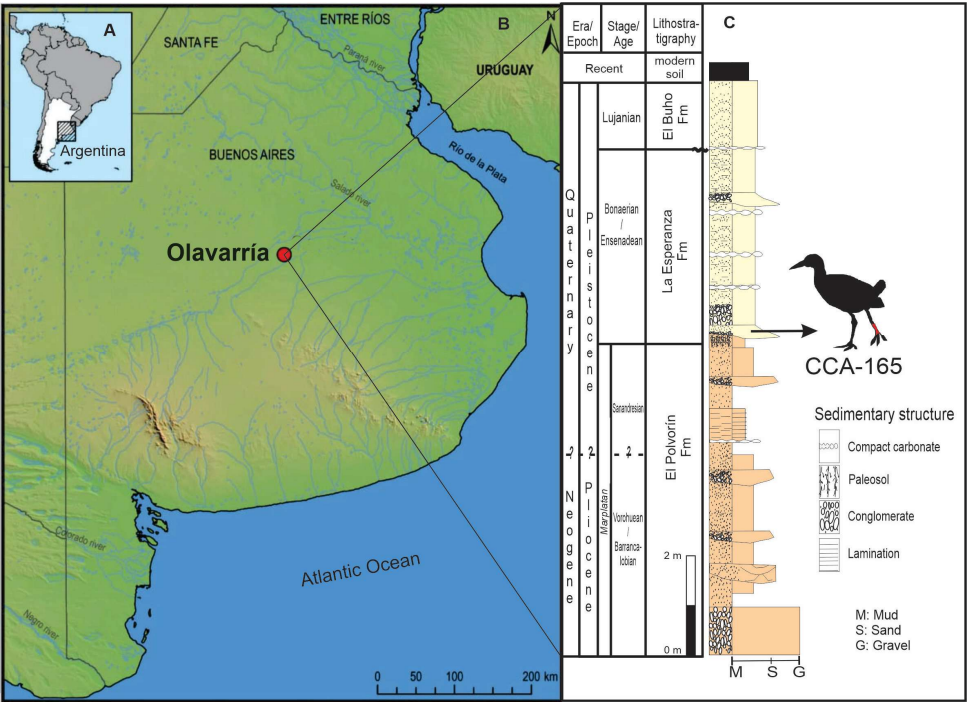 A
Argentina
B
N
ENTRE RÍOS
SANTA FE
Paraná river
URUGUAY
BUENOS AIRES
Río de la Plata
Salado river
Olavarría
Colorado river
Negro river
Atlantic Ocean
0 50 100 200 km
Era/
Epoch
Stage/
Age
Lithostra-
tigraphy
C
Recent
modern
soil
Lujanian
El Buho
Fm
Quaternary
Pleistocene
Bonaerian
/
Ensenadean
La Esperanza
Fm
Sanandresian
El Polvorín
Fm
? ? ?
Neogene
Pliocene
Marplatan
Vorohuean
/
Barranca-
lobian
2 m
0 m
CCA-165
Sedimentary structure
Compact carbonate
Paleosol
Conglomerate
Lamination
M: Mud
S: Sand
G: Gravel
M S G